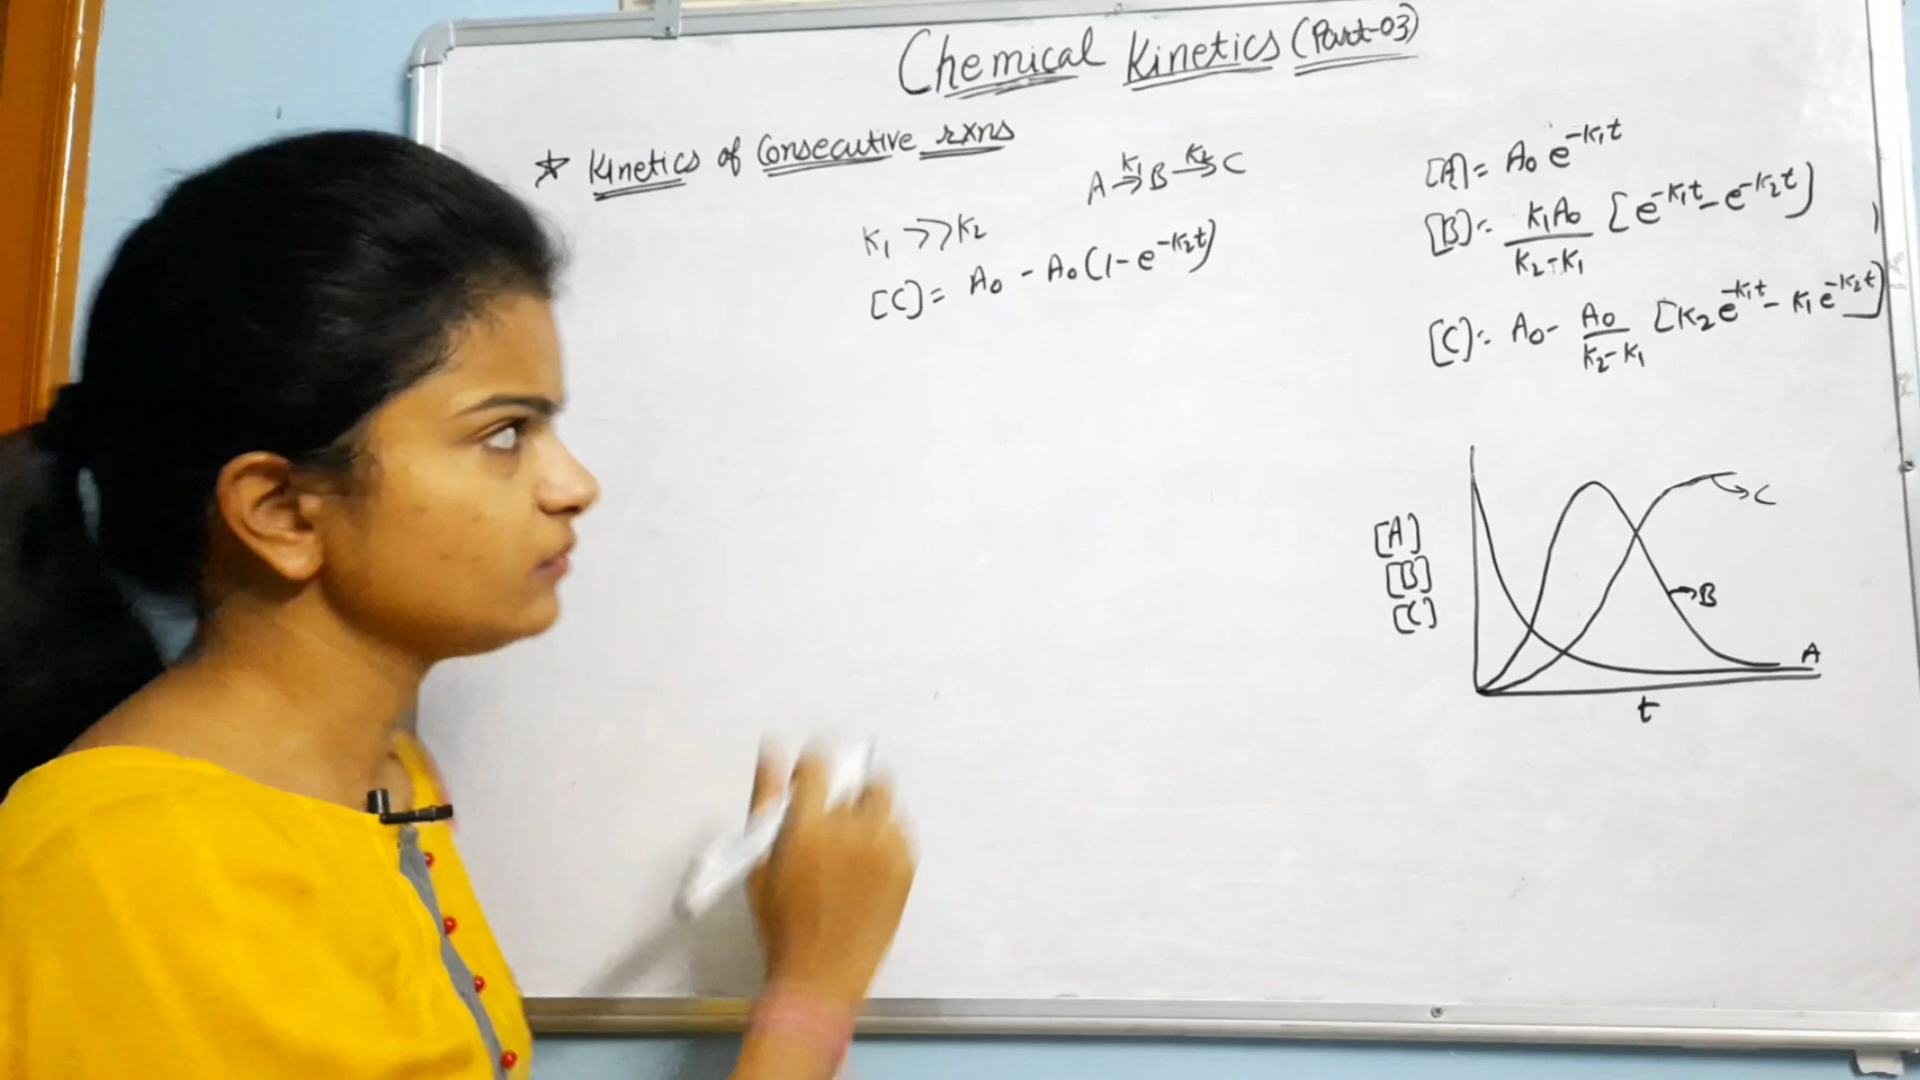 Chemical Kinetics (Part-03)
☆ Kinetics of Consecutive rxns
A →K₁ B →K₂ C
K₁ >> K₂
[C] = A₀ - A₀(1 - e^-K₂t)
[A] = A₀ e^-K₁t
[B] = K₁A₀ / K₂-K₁ [e^-K₁t - e^-K₂t]
[C] = A₀ - A₀ / K₂-K₁ [K₂e^-K₁t - K₁e^-K₂t]
C
[A]
[B]
[C]
B
A
t